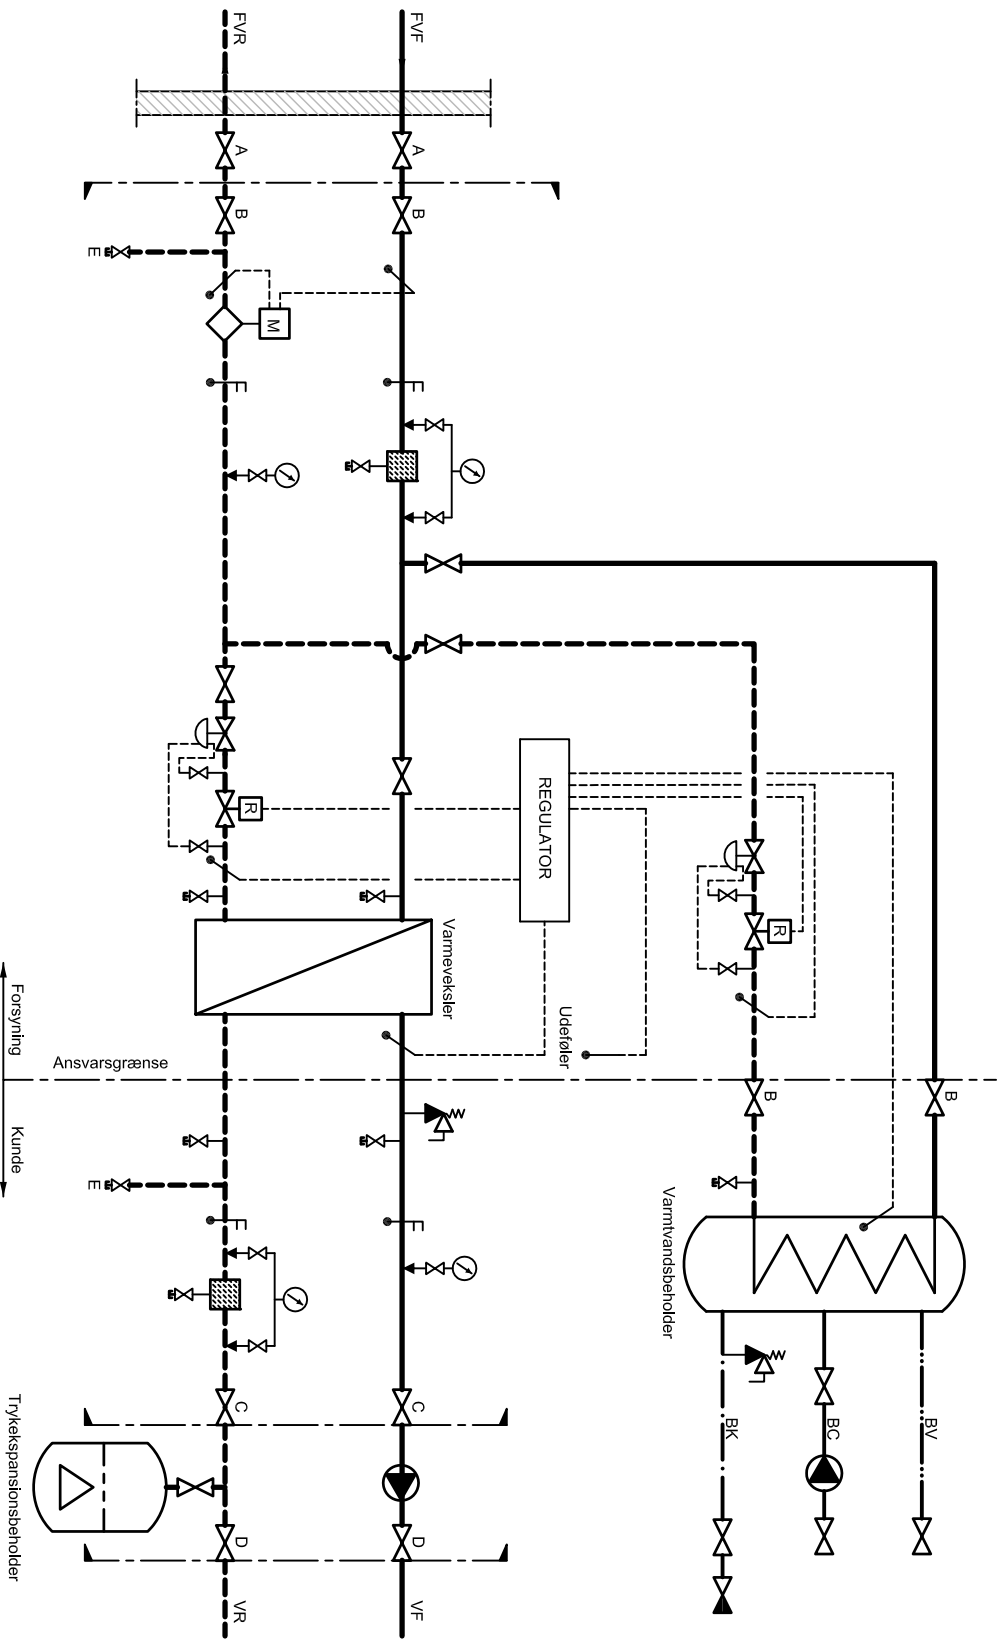 B
BV
BC
R
B
BK
Varmtvandsbeholder
Udeføler
REGULATOR
Varmeveksler
FVF
A
B
C
D
VF
M
R
FVR
A
B
C
D
VR
E
E
Ansvarsgrænse
Forsyning
Kunde
Trykekspansionsbeholder